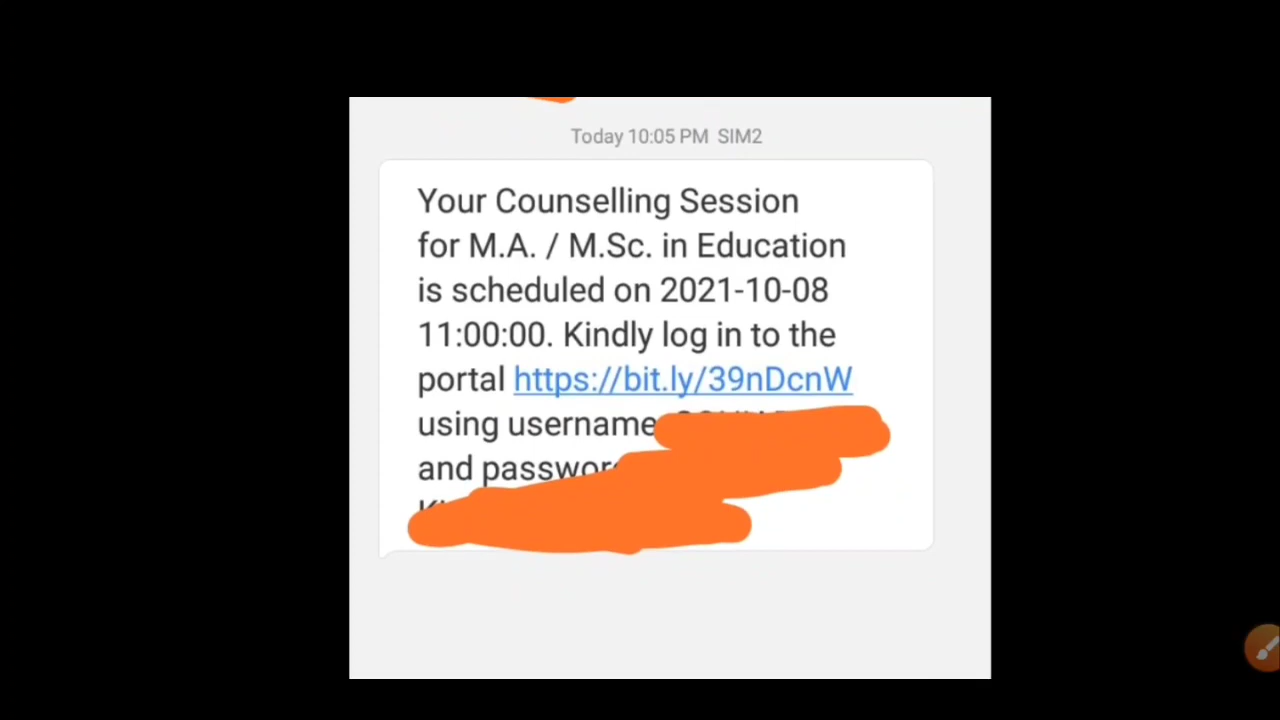 Today 10:05 PM SIM2
Your Counselling Session
for M.A. / M.Sc. in Education
is scheduled on 2021-10-08
11:00:00. Kindly log in to the
portal https://bit.ly/39nDcnW
using username
and